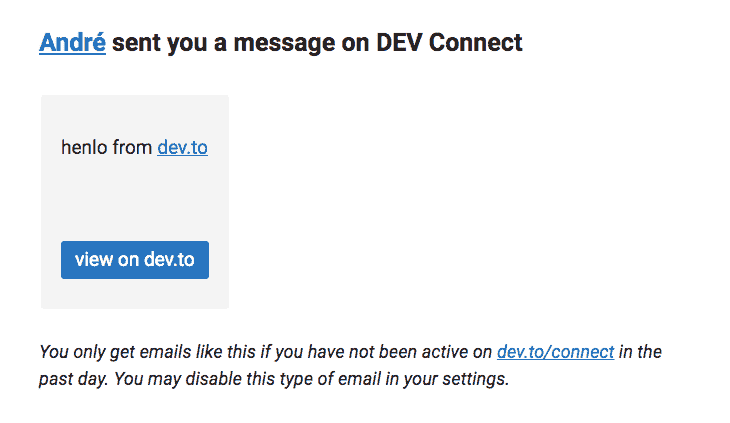 André sent you a message on DEV Connect
henlo from dev.to
view on dev.to
You only get emails like this if you have not been active on dev.to/connect in the
past day. You may disable this type of email in your settings.